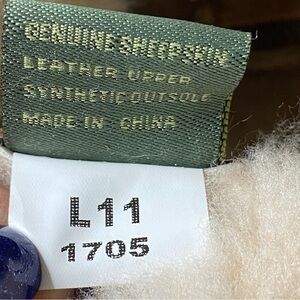 GENUINE SHEEPSKIN
LEATHER UPPER
SYNTHETIC OUTSOLE
MADE IN CHINA
L11
1705